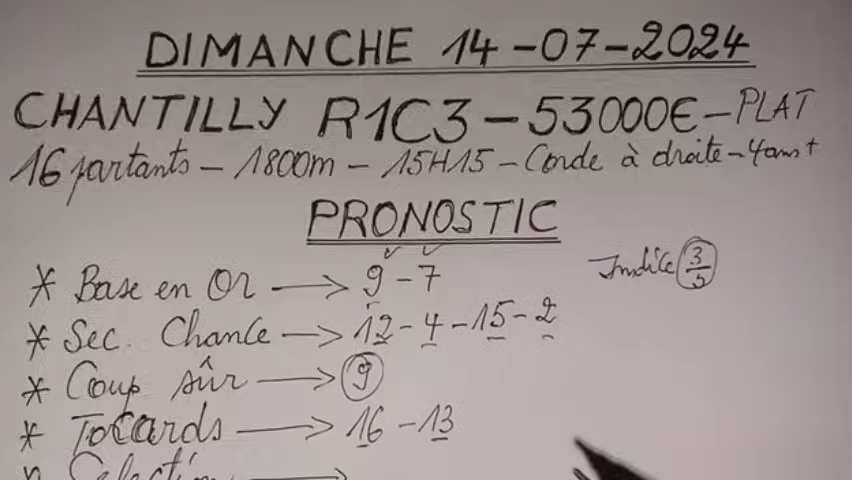 DIMANCHE 14-07-2024
CHANTILLY R1C3-53000€-PLAT
16 partants - 1800m - 15H15 - Corde à droite - 4ans+
PRONOSTIC
* Base en Or → 9-7
Indice 3/5
* Sec. Chance → 12-4-15-2
* Coup sûr → 9
* Tocards → 16-13
Sélection →